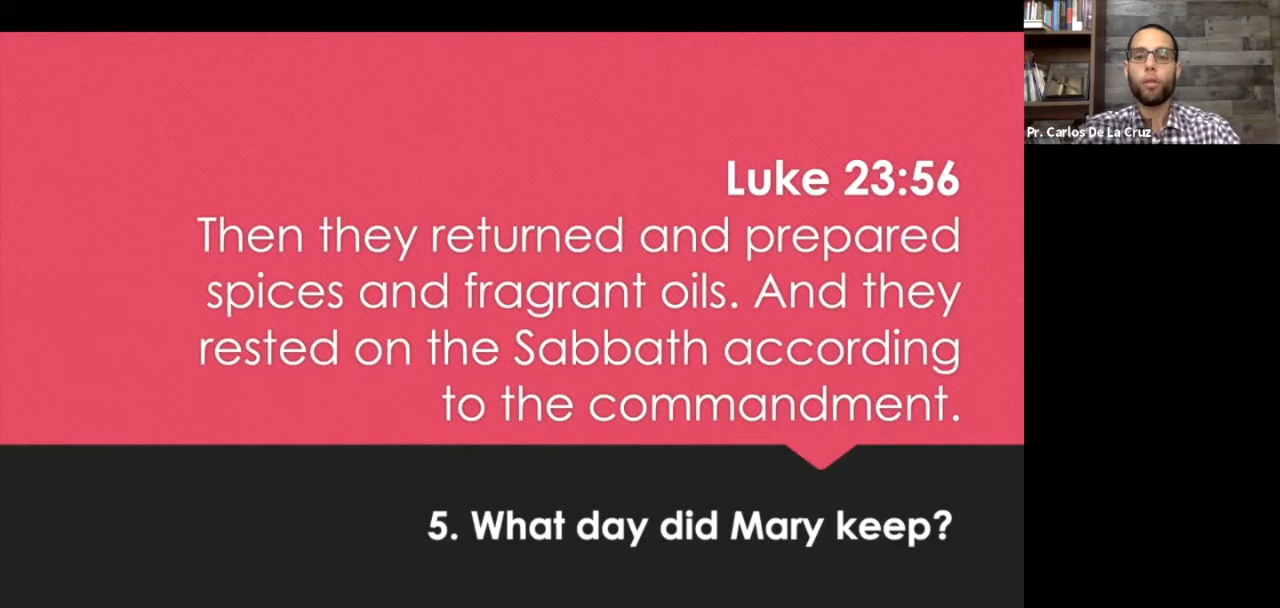 Luke 23:56
Then they returned and prepared
spices and fragrant oils. And they
rested on the Sabbath according
to the commandment.
5. What day did Mary keep?
Pr. Carlos De La Cruz